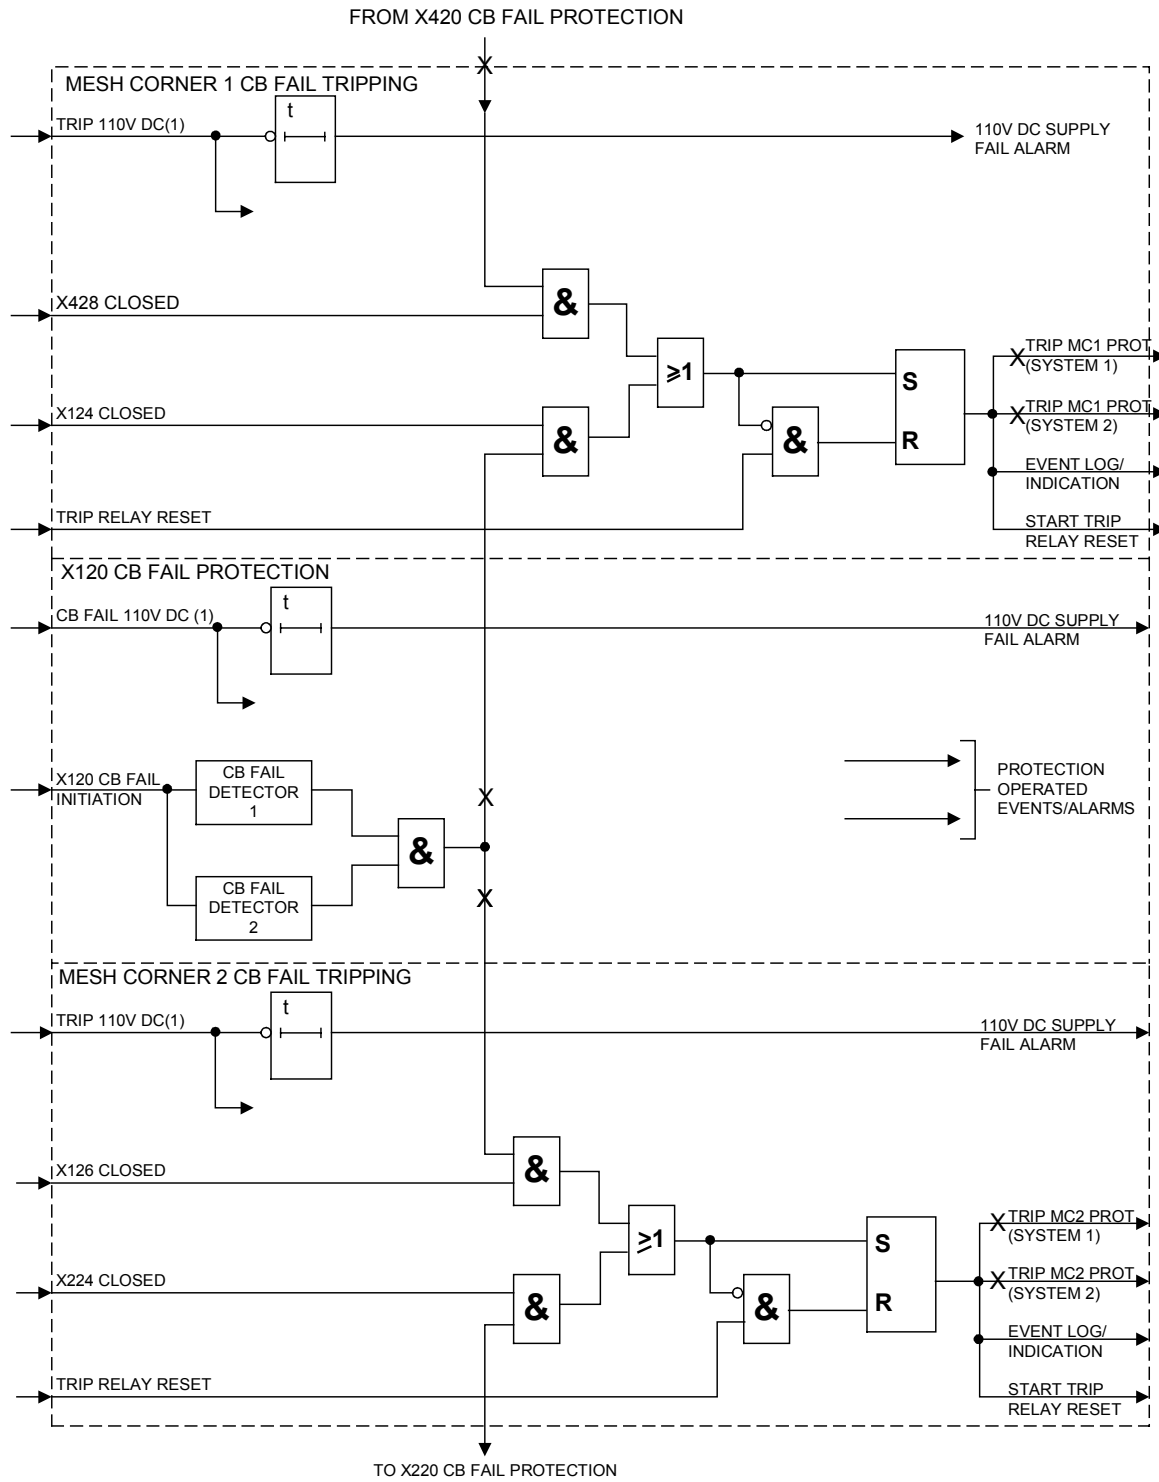 FROM X420 CB FAIL PROTECTION
X
MESH CORNER 1 CB FAIL TRIPPING
t
TRIP 110V DC(1)
110V DC SUPPLY
FAIL ALARM
X428 CLOSED
&
≥1
X TRIP MC1 PROT
(SYSTEM 1)
S
X124 CLOSED
&
&
R
X TRIP MC1 PROT
(SYSTEM 2)
EVENT LOG/
INDICATION
TRIP RELAY RESET
START TRIP
RELAY RESET
X120 CB FAIL PROTECTION
t
CB FAIL 110V DC (1)
110V DC SUPPLY
FAIL ALARM
X120 CB FAIL
INITIATION
CB FAIL
DETECTOR
1
X
PROTECTION
OPERATED
EVENTS/ALARMS
&
CB FAIL
DETECTOR
2
X
MESH CORNER 2 CB FAIL TRIPPING
t
TRIP 110V DC(1)
110V DC SUPPLY
FAIL ALARM
X126 CLOSED
&
≥1
X TRIP MC2 PROT
(SYSTEM 1)
S
X224 CLOSED
&
&
R
X TRIP MC2 PROT
(SYSTEM 2)
EVENT LOG/
INDICATION
TRIP RELAY RESET
START TRIP
RELAY RESET
TO X220 CB FAIL PROTECTION